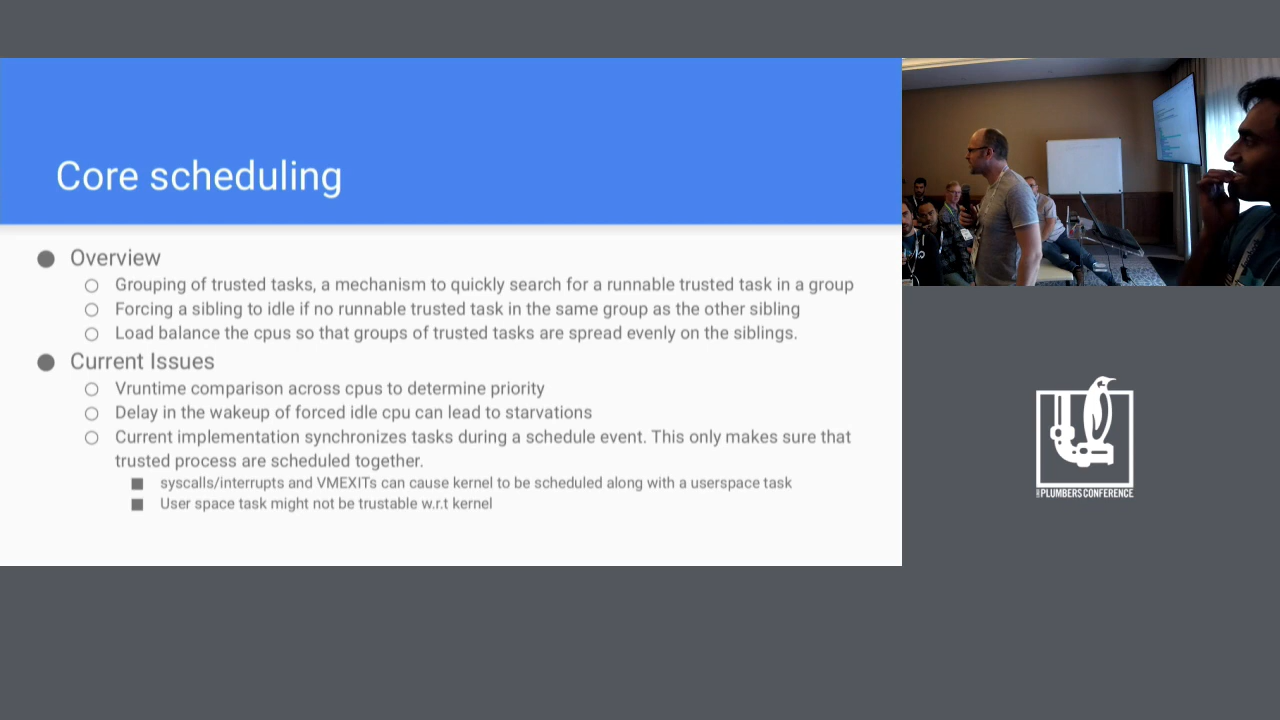 Core scheduling
Overview
Grouping of trusted tasks, a mechanism to quickly search for a runnable trusted task in a group
Forcing a sibling to idle if no runnable trusted task in the same group as the other sibling
Load balance the cpus so that groups of trusted tasks are spread evenly on the siblings.
Current Issues
Vruntime comparison across cpus to determine priority
Delay in the wakeup of forced idle cpu can lead to starvations
Current implementation synchronizes tasks during a schedule event. This only makes sure that
trusted process are scheduled together.
syscalls/interrupts and VMEXITs can cause kernel to be scheduled along with a userspace task
User space task might not be trustable w.r.t kernel
PLUMBERS CONFERENCE